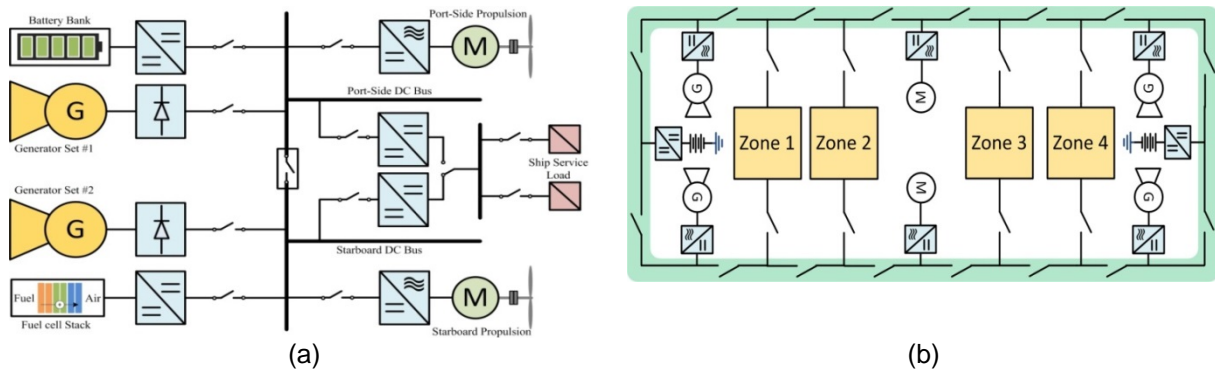 Battery Bank
Port-Side Propulsion
M
Port-Side DC Bus
G
Generator Set #1
Ship Service
Load
Generator Set #2
G
Starboard DC Bus
Fuel
Air
M
Fuel cell Stack
Starboard Propulsion
(a)
G
M
G
Zone 1
Zone 2
Zone 3
Zone 4
G
M
G
(b)